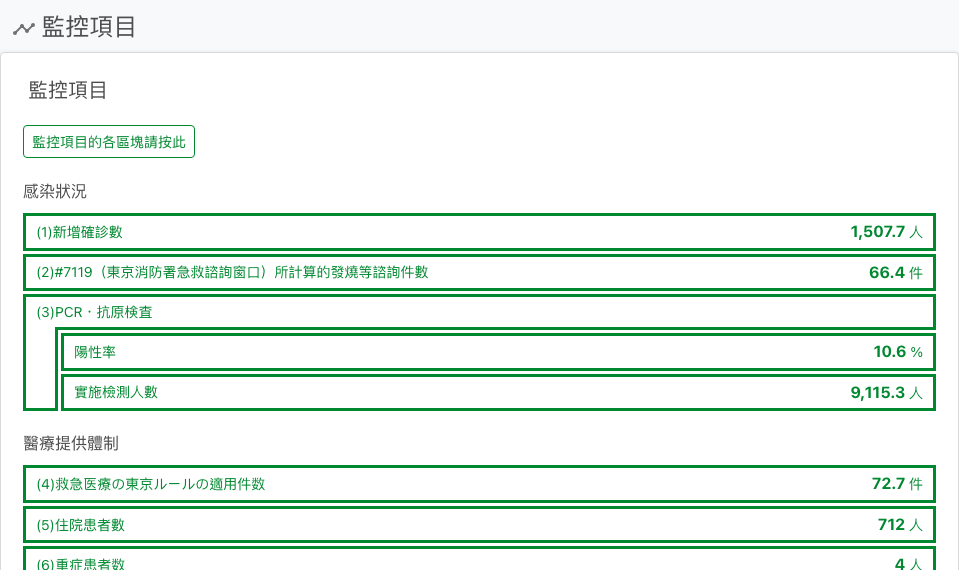 監控項目
監控項目
監控項目的各區塊請按此
感染狀況
(1)新增確診數 1,507.7 人
(2)#7119（東京消防署急救諮詢窗口）所計算的發燒等諮詢件數 66.4 件
(3)PCR・抗原検査
陽性率 10.6 %
實施檢測人數 9,115.3 人
醫療提供體制
(4)救急医療の東京ルールの適用件数 72.7 件
(5)住院患者數 712 人
(6)重症患者数 4 人